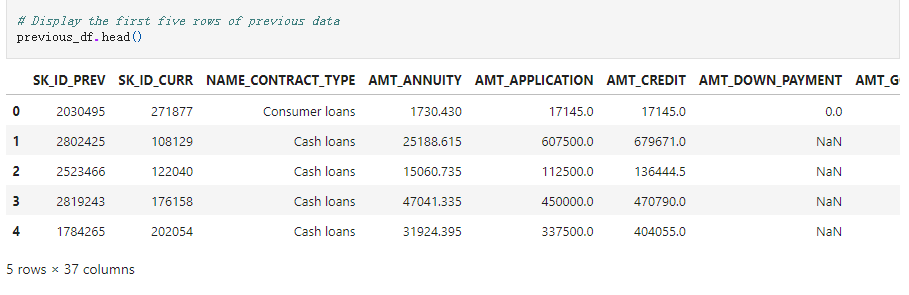 # Display the first five rows of previous data
previous_df.head()
SK_ID_PREV SK_ID_CURR NAME_CONTRACT_TYPE AMT_ANNUITY AMT_APPLICATION AMT_CREDIT AMT_DOWN_PAYMENT AMT_G
0 2030495 271877 Consumer loans 1730.430 17145.0 17145.0 0.0
1 2802425 108129 Cash loans 25188.615 607500.0 679671.0 NaN
2 2523466 122040 Cash loans 15060.735 112500.0 136444.5 NaN
3 2819243 176158 Cash loans 47041.335 450000.0 470790.0 NaN
4 1784265 202054 Cash loans 31924.395 337500.0 404055.0 NaN
5 rows × 37 columns